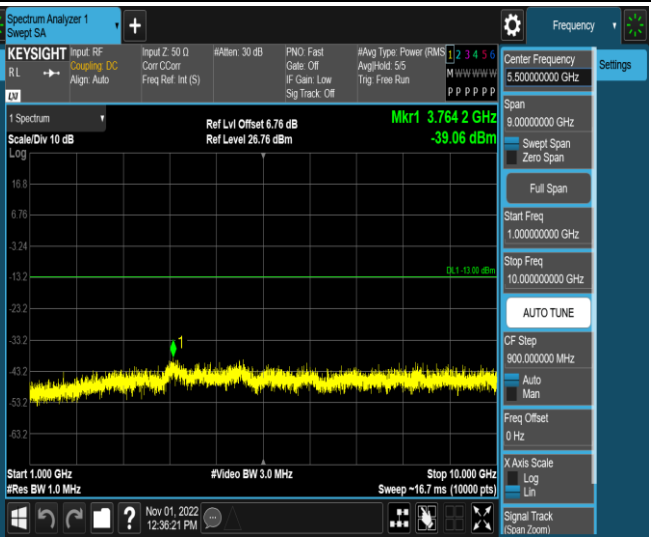 Spectrum Analyzer 1
Swept SA
Frequency
KEYSIGHT
RL
LXI
Input: RF
Coupling: DC
Align: Auto
Input Z: 50 Ω
Corr CCorr
Freq Ref: Int (S)
#Atten: 30 dB
PNO: Fast
Gate: Off
IF Gain: Low
Sig Track: Off
#Avg Type: Power (RMS
Avg|Hold: 5/5
Trig: Free Run
1 2 3 4 5 6
M W W W W W
P P P P P P
1 Spectrum
Scale/Div 10 dB
Log
Ref Lvl Offset 6.76 dB
Ref Level 26.76 dBm
Mkr1 3.764 2 GHz
-39.06 dBm
16.8
6.76
-3.24
-13.2
DL1 -13.00 dBm
-23.2
-33.2
1
-43.2
-53.2
-63.2
Start 1.000 GHz
#Video BW 3.0 MHz
Stop 10.000 GHz
#Res BW 1.0 MHz
Sweep ~16.7 ms (10000 pts)
?
Nov 01, 2022
12:36:21 PM
Center Frequency
5.500000000 GHz
Settings
Span
9.00000000 GHz
Swept Span
Zero Span
Full Span
Start Freq
1.000000000 GHz
Stop Freq
10.000000000 GHz
AUTO TUNE
CF Step
900.000000 MHz
Auto
Man
Freq Offset
0 Hz
X Axis Scale
Log
Lin
Signal Track
(Span Zoom)